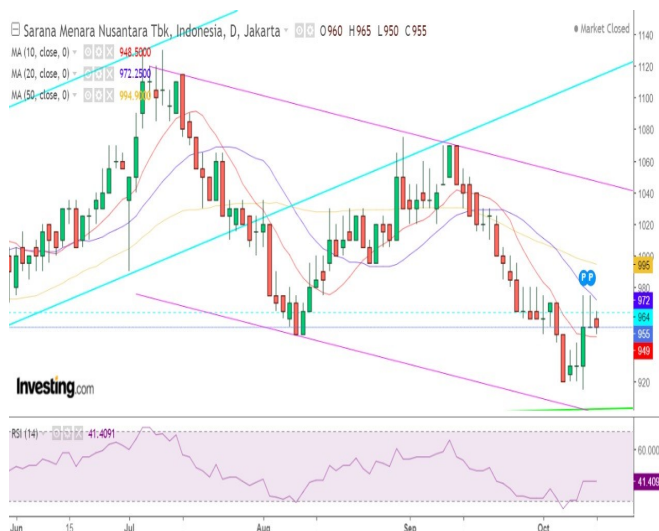 Sarana Menara Nusantara Tbk, Indonesia, D, Jakarta O960 H965 L950 C955
Market Closed
MA (10, close, 0) 948.5000
MA (20, close, 0) 972.2500
MA (50, close, 0) 994.9000
1140
1120
1100
1080
1060
1040
1020
1000
995
980
972
964
955
949
920
P P
Investing.com
RSI (14) 41.4091
60.0000
41.409
Jun 15 Jul Aug Sep Oct